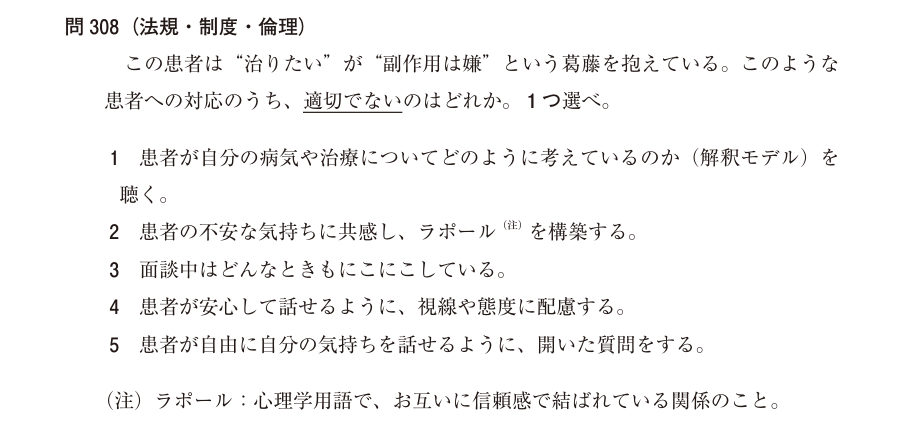 問 308（法規・制度・倫理）
この患者は“治りたい”が“副作用は嫌”という葛藤を抱えている。このような
患者への対応のうち、適切でないのはどれか。1つ選べ。
1　患者が自分の病気や治療についてどのように考えているのか（解釈モデル）を
聴く。
2　患者の不安な気持ちに共感し、ラポール（注）を構築する。
3　面談中はどんなときもにこにこしている。
4　患者が安心して話せるように、視線や態度に配慮する。
5　患者が自由に自分の気持ちを話せるように、開いた質問をする。
（注）ラポール：心理学用語で、お互いに信頼感で結ばれている関係のこと。